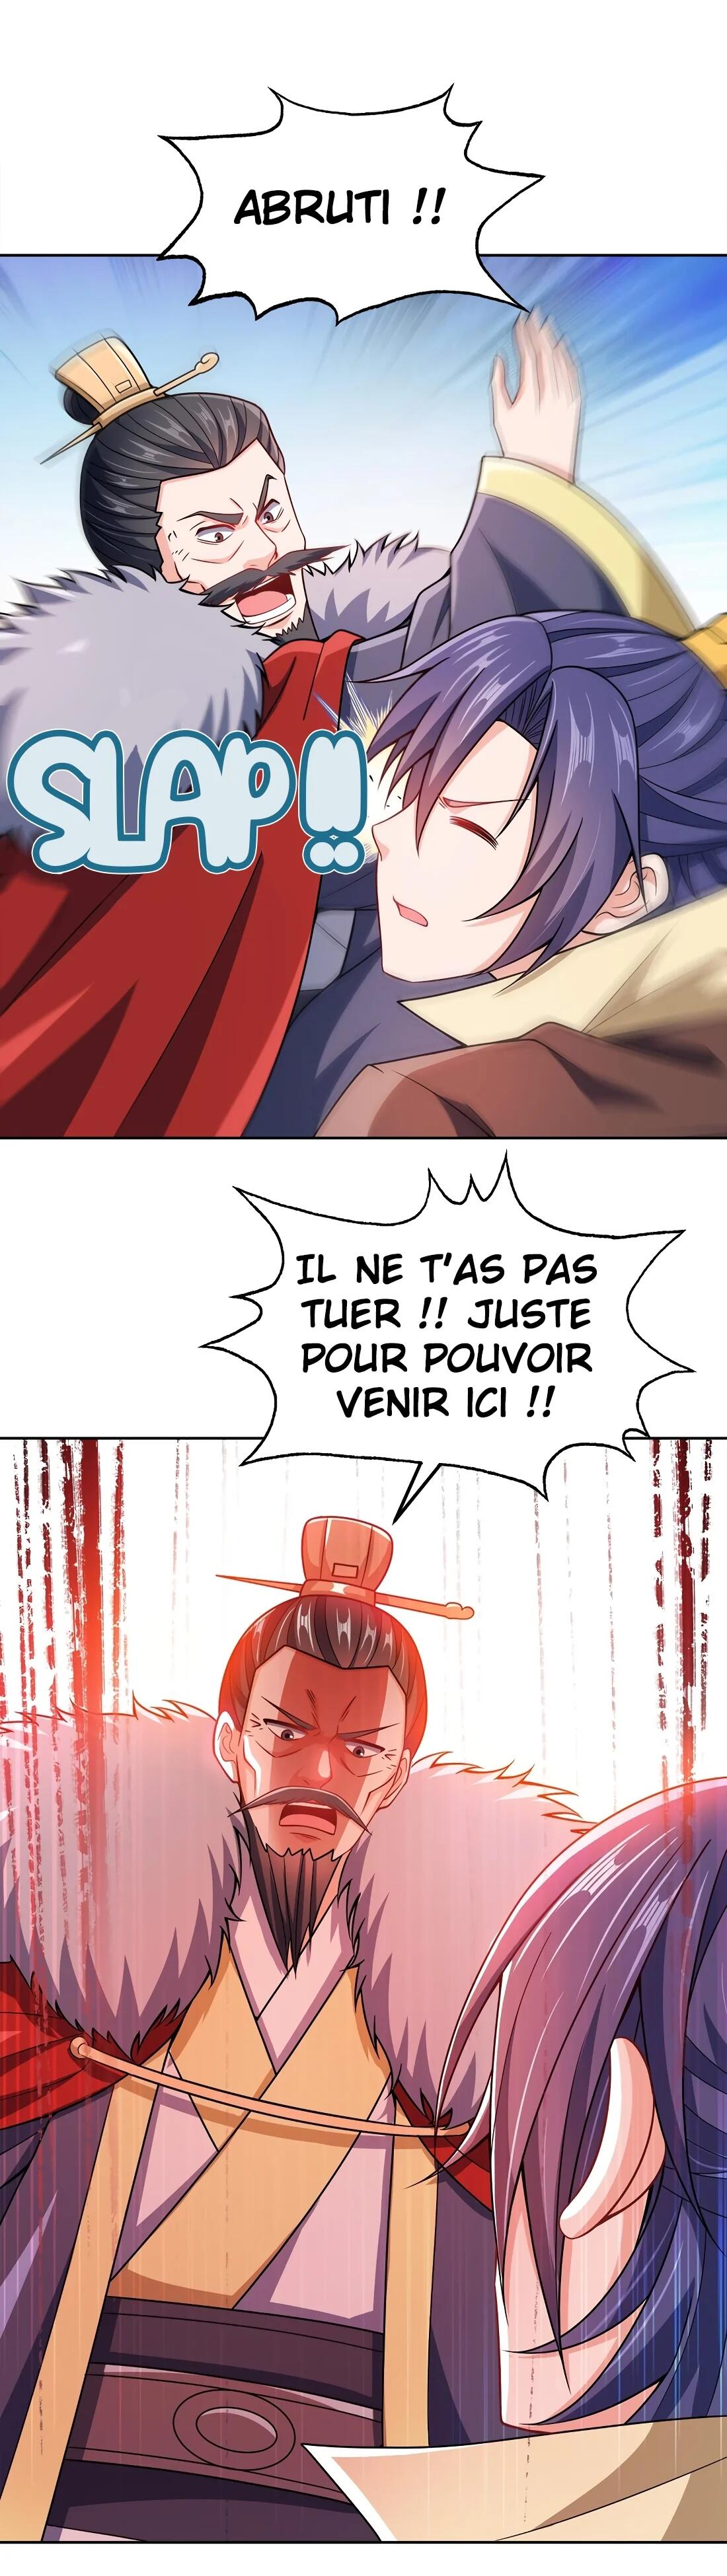 ABRUTI !!
SLAP!!
IL NE T'AS PAS
TUER !! JUSTE
POUR POUVOIR
VENIR ICI !!